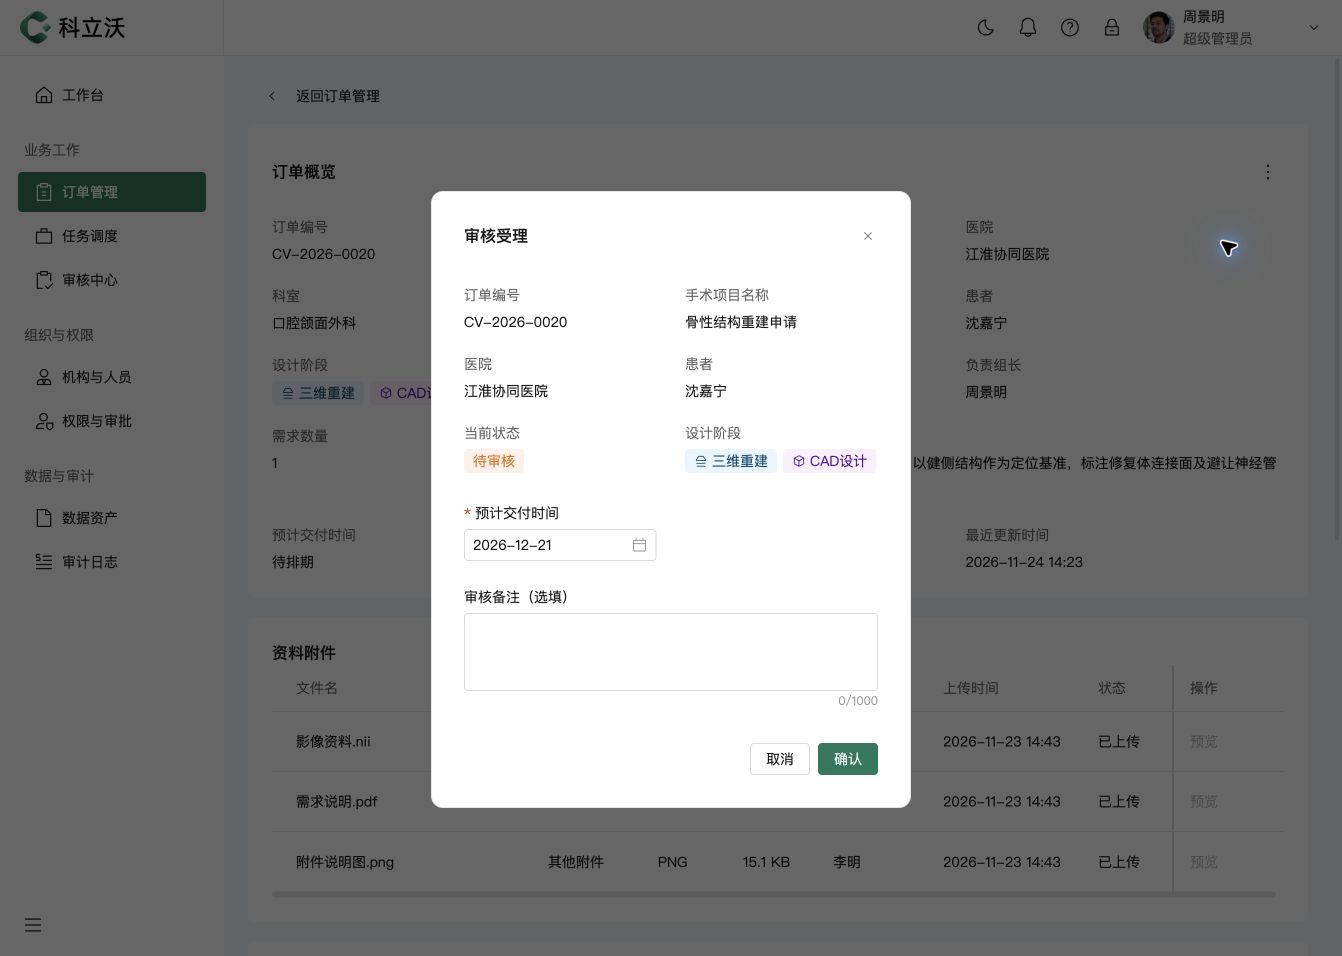 科立沃
周景明
超级管理员
工作台
业务工作
订单管理
任务调度
审核中心
组织与权限
机构与人员
权限与审批
数据与审计
数据资产
审计日志
返回订单管理
订单概览
订单编号
CV-2026-0020
医院
江淮协同医院
科室
口腔颌面外科
患者
沈嘉宁
设计阶段
三维重建
负责组长
周景明
需求数量
1
以健侧结构作为定位基准，标注修复体连接面及避让神经管
预计交付时间
待排期
最近更新时间
2026-11-24 14:23
审核受理
订单编号
CV-2026-0020
手术项目名称
骨性结构重建申请
医院
江淮协同医院
患者
沈嘉宁
当前状态
待审核
设计阶段
三维重建 CAD设计
* 预计交付时间
2026-12-21
审核备注（选填）
0/1000
取消 确认
资料附件
文件名 上传时间 状态 操作
影像资料.nii 2026-11-23 14:43 已上传 预览
需求说明.pdf 2026-11-23 14:43 已上传 预览
附件说明图.png 其他附件 PNG 15.1 KB 李明 2026-11-23 14:43 已上传 预览